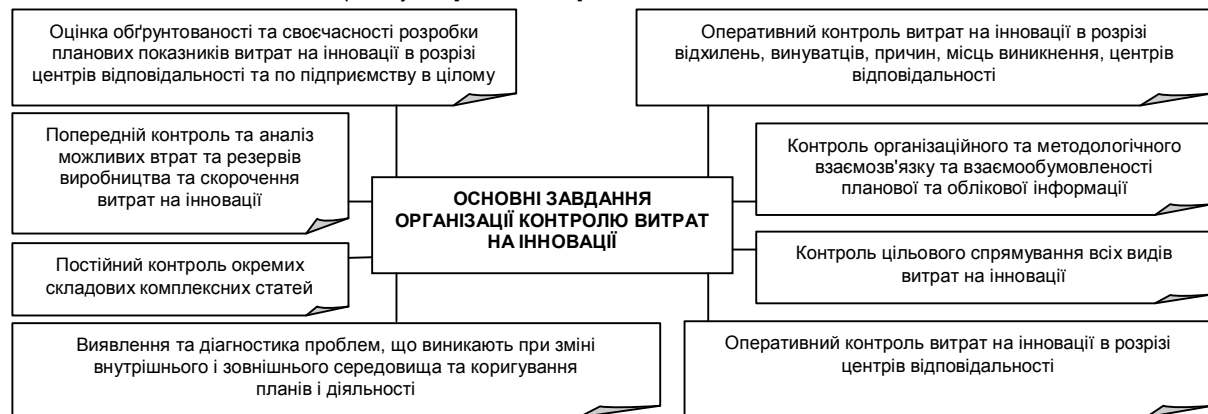 Оцінка обґрунтованості та своєчасності розробки
планових показників витрат на інновації в розрізі
центрів відповідальності та по підприємству в цілому
Оперативний контроль витрат на інновації в розрізі
відхилень, винуватців, причин, місць виникнення, центрів
відповідальності
Попередній контроль та аналіз
можливих втрат та резервів
виробництва та скорочення
витрат на інновації
Контроль організаційного та методологічного
взаємозв'язку та взаємообумовленості
планової та облікової інформації
ОСНОВНІ ЗАВДАННЯ
ОРГАНІЗАЦІЇ КОНТРОЛЮ ВИТРАТ
НА ІННОВАЦІЇ
Постійний контроль окремих
складових комплексних статей
Контроль цільового спрямування всіх видів
витрат на інновації
Виявлення та діагностика проблем, що виникають при зміні
внутрішнього і зовнішнього середовища та коригування
планів і діяльності
Оперативний контроль витрат на інновації в розрізі
центрів відповідальності